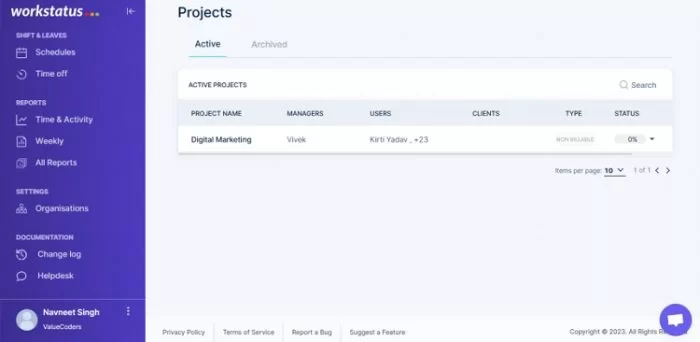 workstatus
SHIFT & LEAVES
Schedules
Time off
REPORTS
Time & Activity
Weekly
All Reports
SETTINGS
Organisations
DOCUMENTATION
Change log
Helpdesk
Navneet Singh
ValueCoders
Projects
Active Archived
ACTIVE PROJECTS Search
PROJECT NAME MANAGERS USERS CLIENTS TYPE STATUS
Digital Marketing Vivek Kirti Yadav , +23 NON BILLABLE 0%
Items per page: 10 1 of 1
Privacy Policy Terms of Service Report a Bug Suggest a Feature Copyright © 2023. All Rights